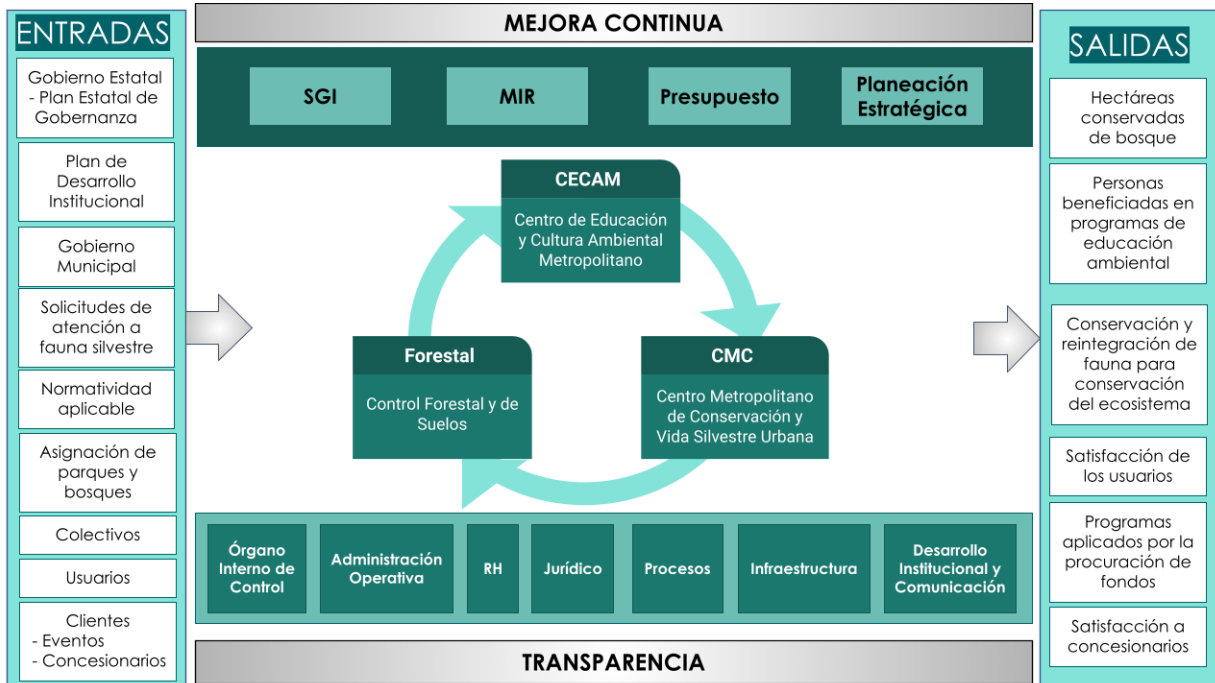 ENTRADAS
Gobierno Estatal
- Plan Estatal de
Gobernanza
Plan de
Desarrollo
Institucional
Gobierno
Municipal
Solicitudes de
atención a
fauna silvestre
Normatividad
aplicable
Asignación de
parques y
bosques
Colectivos
Usuarios
Clientes
- Eventos
- Concesionarios
MEJORA CONTINUA
SGI
MIR
Presupuesto
Planeación
Estratégica
CECAM
Centro de Educación
y Cultura Ambiental
Metropolitano
Forestal
Control Forestal y de
Suelos
CMC
Centro Metropolitano
de Conservación y
Vida Silvestre Urbana
Órgano
Interno de
Control
Administración
Operativa
RH
Jurídico
Procesos
Infraestructura
Desarrollo
Institucional y
Comunicación
TRANSPARENCIA
SALIDAS
Hectáreas
conservadas
de bosque
Personas
beneficiadas en
programas de
educación
ambiental
Conservación y
reintegración de
fauna para
conservación
del ecosistema
Satisfacción de
los usuarios
Programas
aplicados por la
procuración de
fondos
Satisfacción a
concesionarios